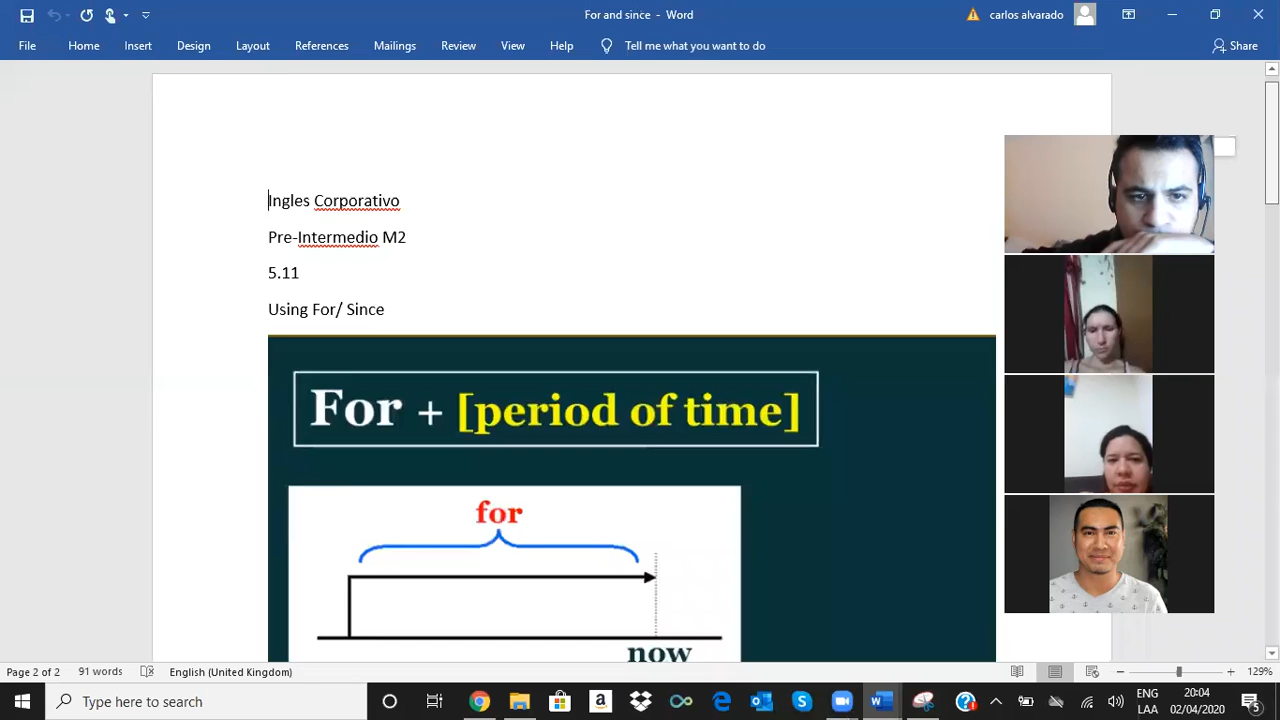 For and since - Word
carlos alvarado
File Home Insert Design Layout References Mailings Review View Help Tell me what you want to do Share
Ingles Corporativo
Pre-Intermedio M2
5.11
Using For/ Since
For + [period of time]
for
now
Page 2 of 2 91 words English (United Kingdom) 129%
Type here to search
ENG 20:04
LAA 02/04/2020 5